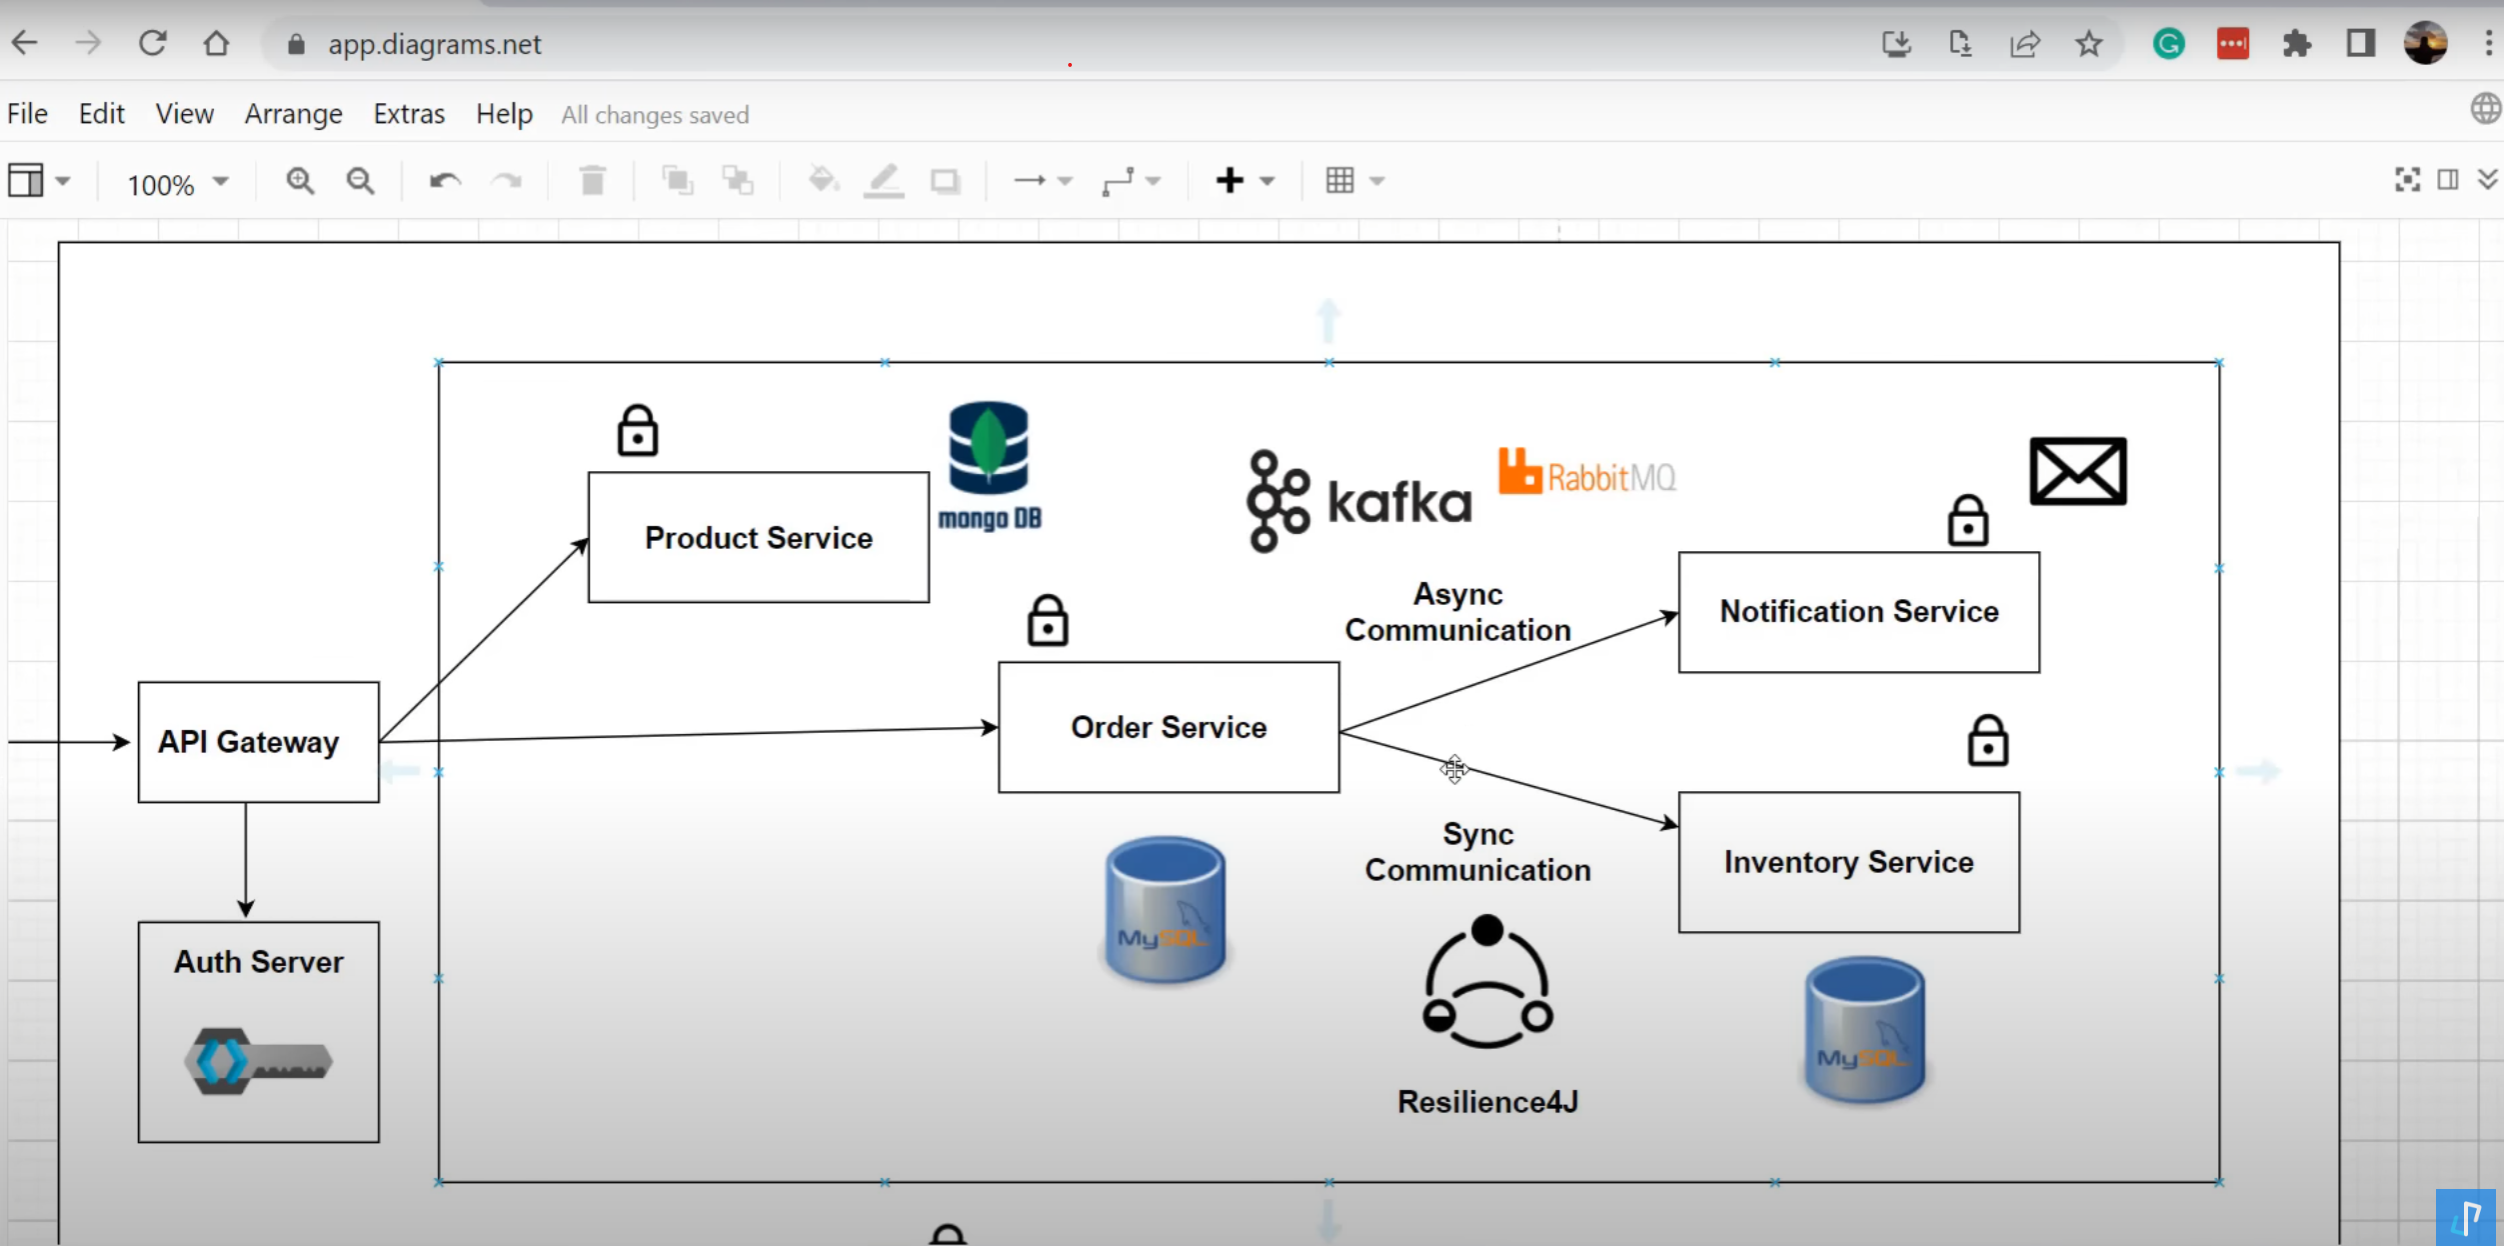 app.diagrams.net
File Edit View Arrange Extras Help All changes saved
100%
mongo DB
kafka
RabbitMQ
Product Service
Async
Communication
Notification Service
API Gateway
Order Service
Sync
Communication
Inventory Service
MySQL
Auth Server
MySQL
Resilience4J